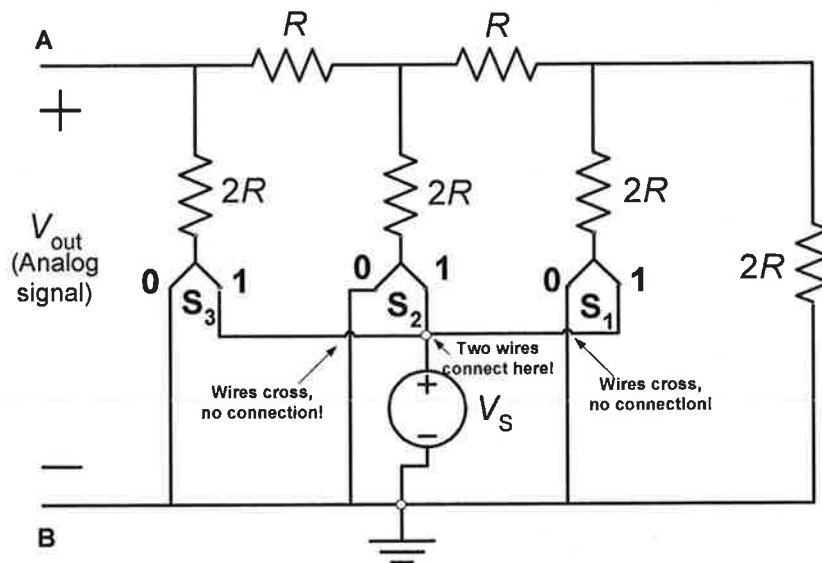 A
R
R
+
2R
2R
2R
V_out
(Analog
signal)
0
1
S_3
0
1
S_2
0
1
S_1
2R
Wires cross,
no connection!
Two wires
connect here!
Wires cross,
no connection!
+
−
V_S
−
B